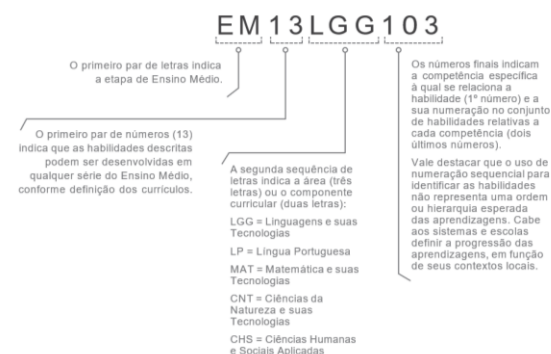 EM13LGG103
O primeiro par de letras indica
a etapa de Ensino Médio.
O primeiro par de números (13)
indica que as habilidades descritas
podem ser desenvolvidas em
qualquer série do Ensino Médio,
conforme definição dos currículos.
A segunda sequência de
letras indica a área (três
letras) ou o componente
curricular (duas letras):
LGG = Linguagens e suas
Tecnologias
LP = Língua Portuguesa
MAT = Matemática e suas
Tecnologias
CNT = Ciências da
Natureza e suas
Tecnologias
CHS = Ciências Humanas
e Sociais Aplicadas
Os números finais indicam
a competência específica
à qual se relaciona a
habilidade (1º número) e a
sua numeração no conjunto
de habilidades relativas a
cada competência (dois
últimos números).
Vale destacar que o uso de
numeração sequencial para
identificar as habilidades
não representa uma ordem
ou hierarquia esperada
das aprendizagens. Cabe
aos sistemas e escolas
definir a progressão das
aprendizagens, em função
de seus contextos locais.